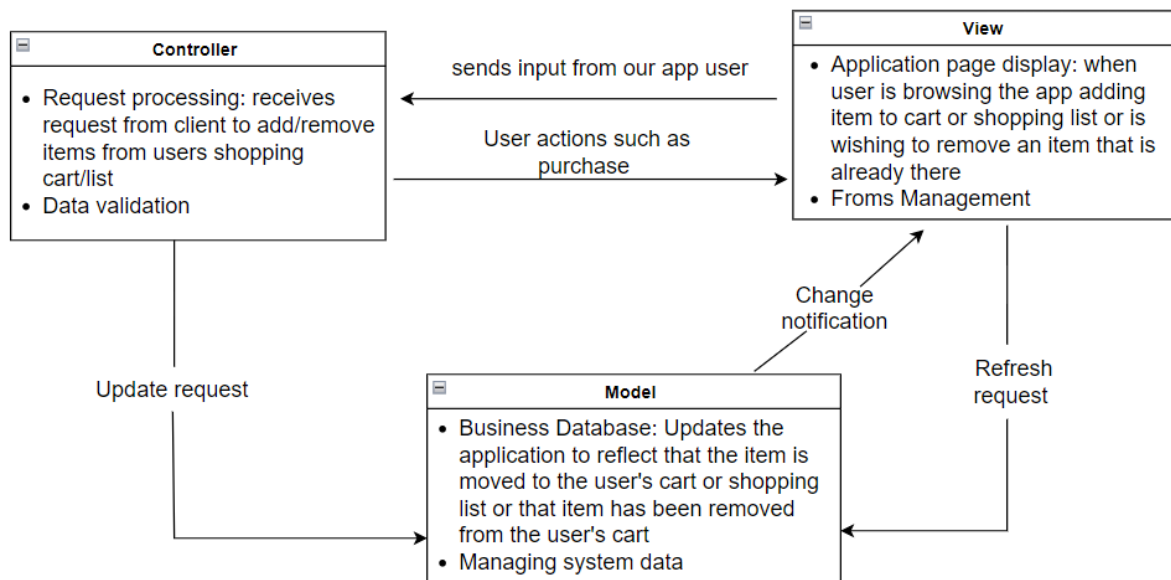 Controller
• Request processing: receives
request from client to add/remove
items from users shopping
cart/list
• Data validation
sends input from our app user
User actions such as
purchase
View
• Application page display: when
user is browsing the app adding
item to cart or shopping list or is
wishing to remove an item that is
already there
• Froms Management
Change
notification
Refresh
request
Update request
Model
• Business Database: Updates the
application to reflect that the item is
moved to the user's cart or shopping
list or that item has been removed
from the user's cart
• Managing system data